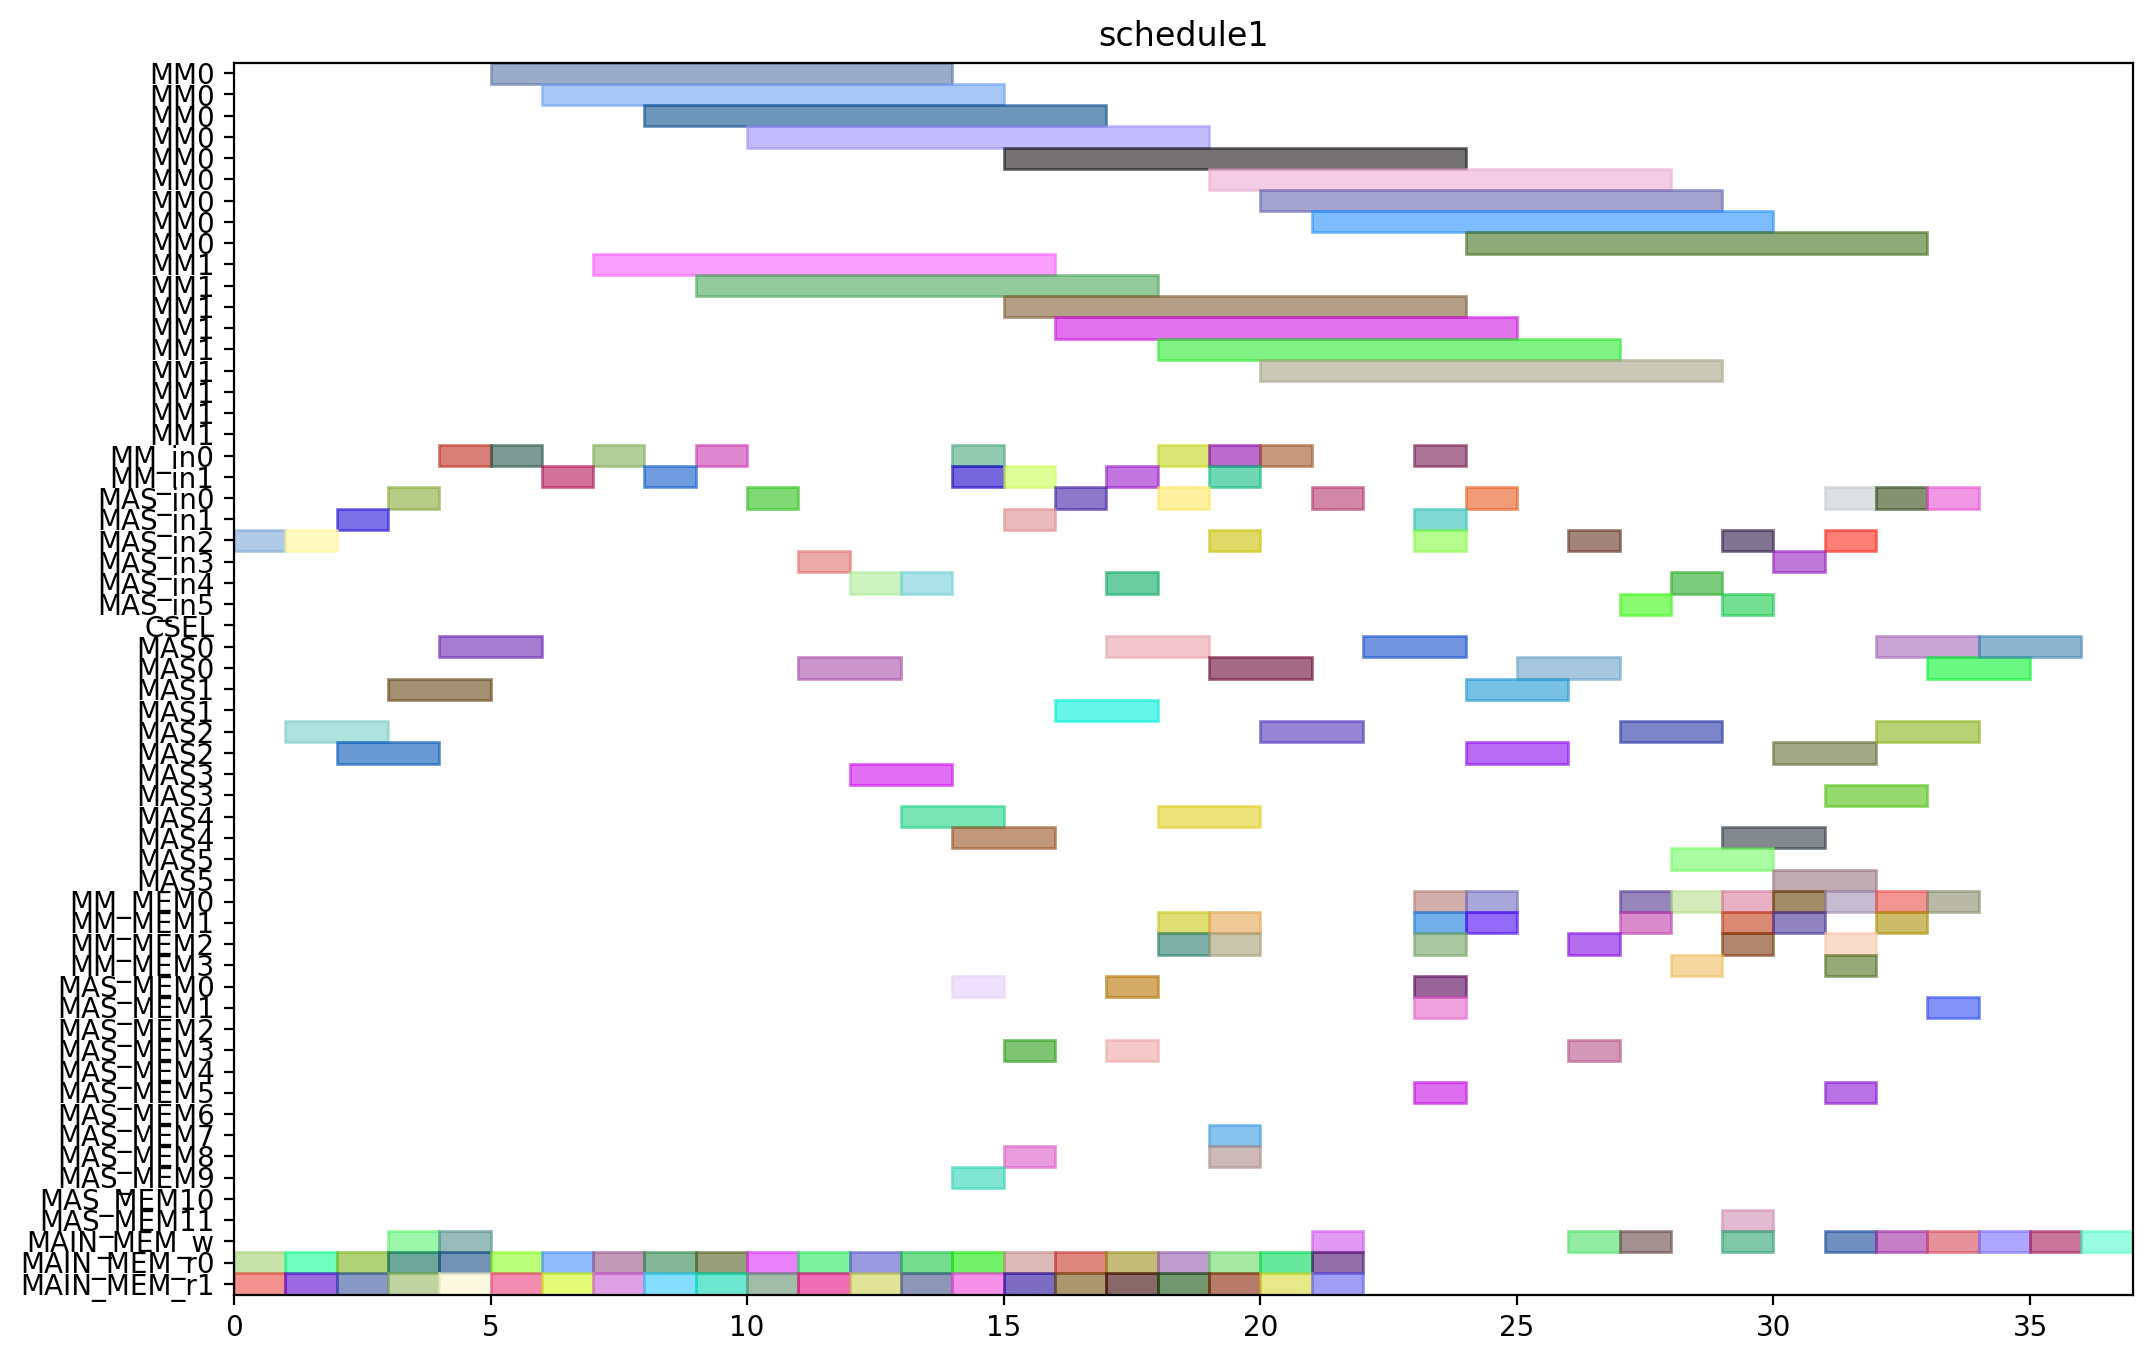 schedule1
MM0
MM0
MM0
MM0
MM0
MM0
MM0
MM0
MM0
MM1
MM1
MM1
MM1
MM1
MM1
MM1
MM1
MM1
MM_in0
MM_in1
MAS_in0
MAS_in1
MAS_in2
MAS_in3
MAS_in4
MAS_in5
CSEL
MAS0
MAS0
MAS1
MAS1
MAS2
MAS2
MAS3
MAS3
MAS4
MAS4
MAS5
MAS5
MM_MEM0
MM_MEM1
MM_MEM2
MM_MEM3
MAS_MEM0
MAS_MEM1
MAS_MEM2
MAS_MEM3
MAS_MEM4
MAS_MEM5
MAS_MEM6
MAS_MEM7
MAS_MEM8
MAS_MEM9
MAS_MEM10
MAS_MEM11
MAIN_MEM_w
MAIN_MEM_r0
MAIN_MEM_r1
0 5 10 15 20 25 30 35